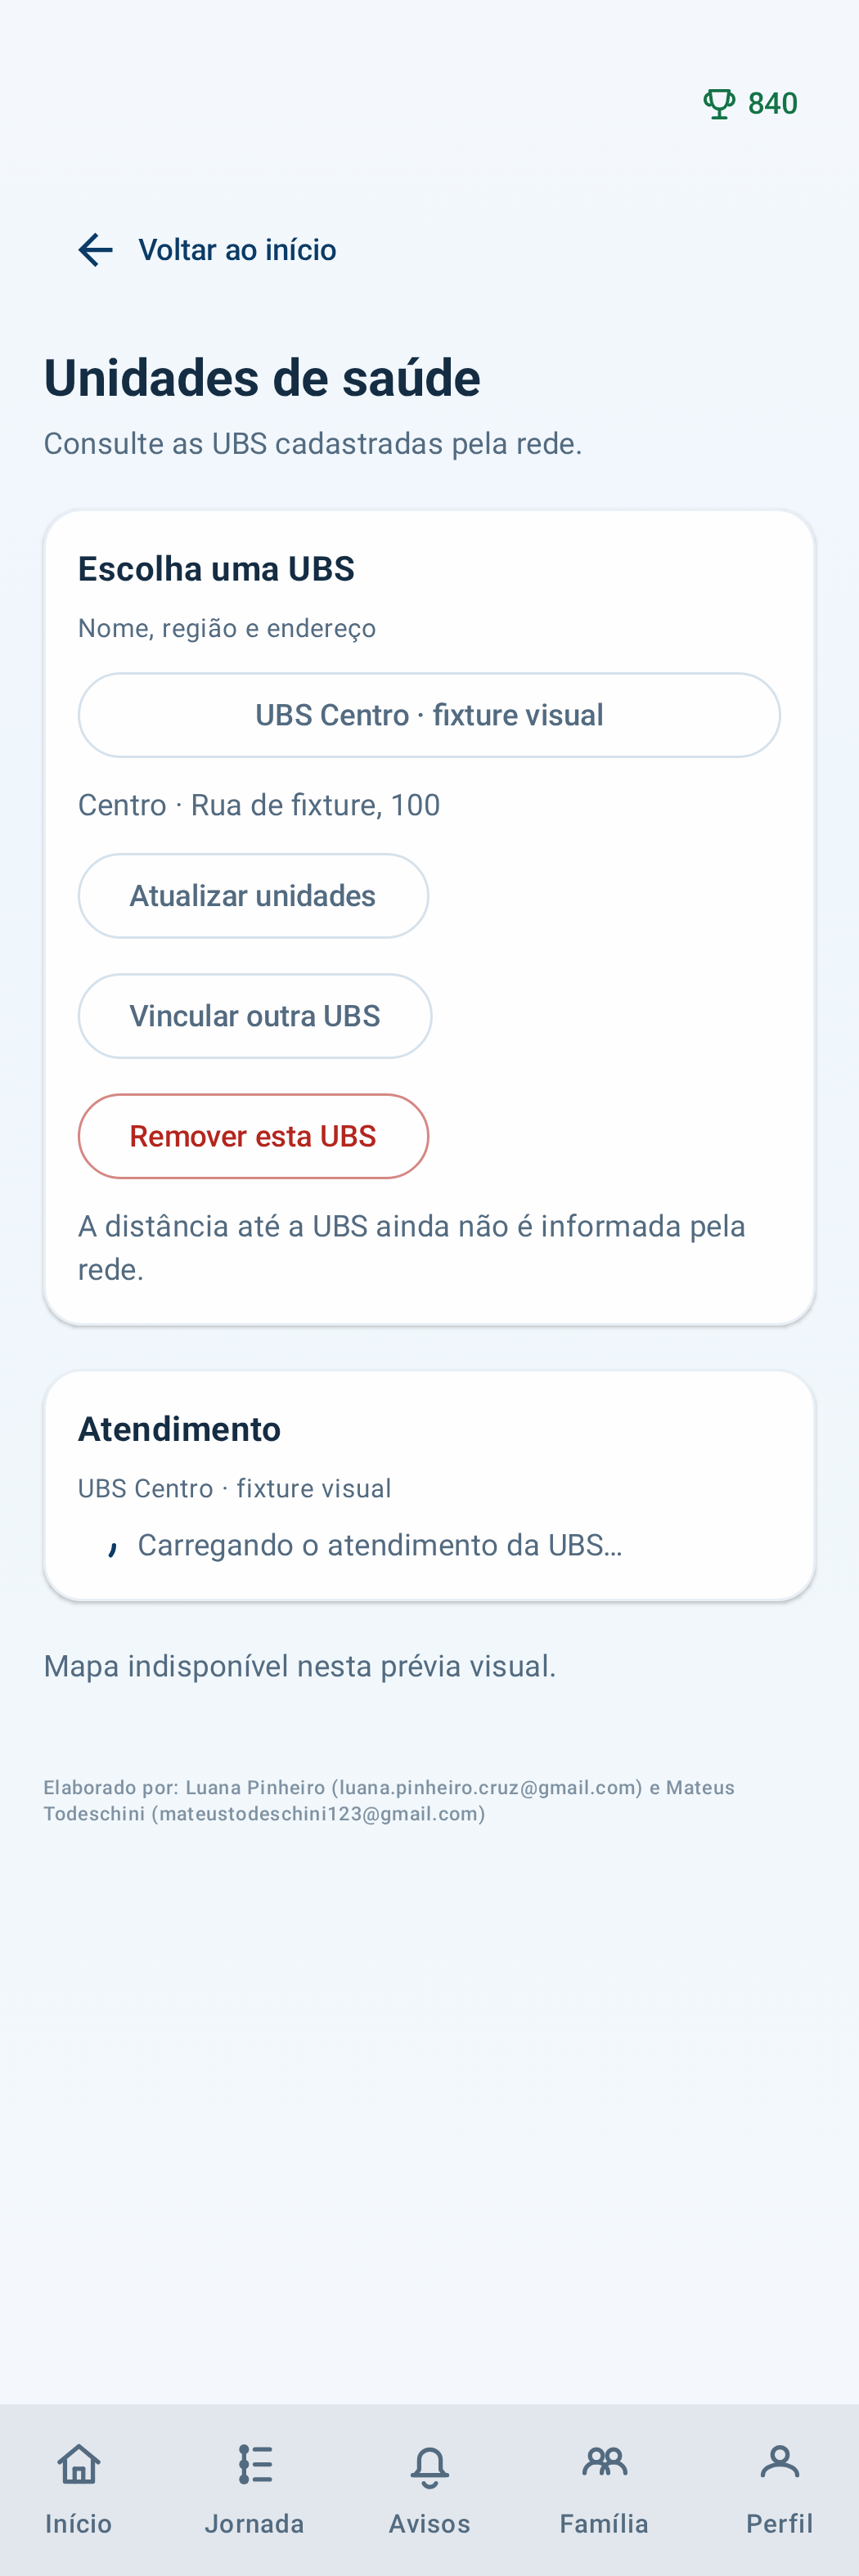 840
Voltar ao início
Unidades de saúde
Consulte as UBS cadastradas pela rede.
Escolha uma UBS
Nome, região e endereço
UBS Centro · fixture visual
Centro · Rua de fixture, 100
Atualizar unidades
Vincular outra UBS
Remover esta UBS
A distância até a UBS ainda não é informada pela
rede.
Atendimento
UBS Centro · fixture visual
Carregando o atendimento da UBS…
Mapa indisponível nesta prévia visual.
Elaborado por: Luana Pinheiro (luana.pinheiro.cruz@gmail.com) e Mateus
Todeschini (mateustodeschini123@gmail.com)
Início
Jornada
Avisos
Família
Perfil